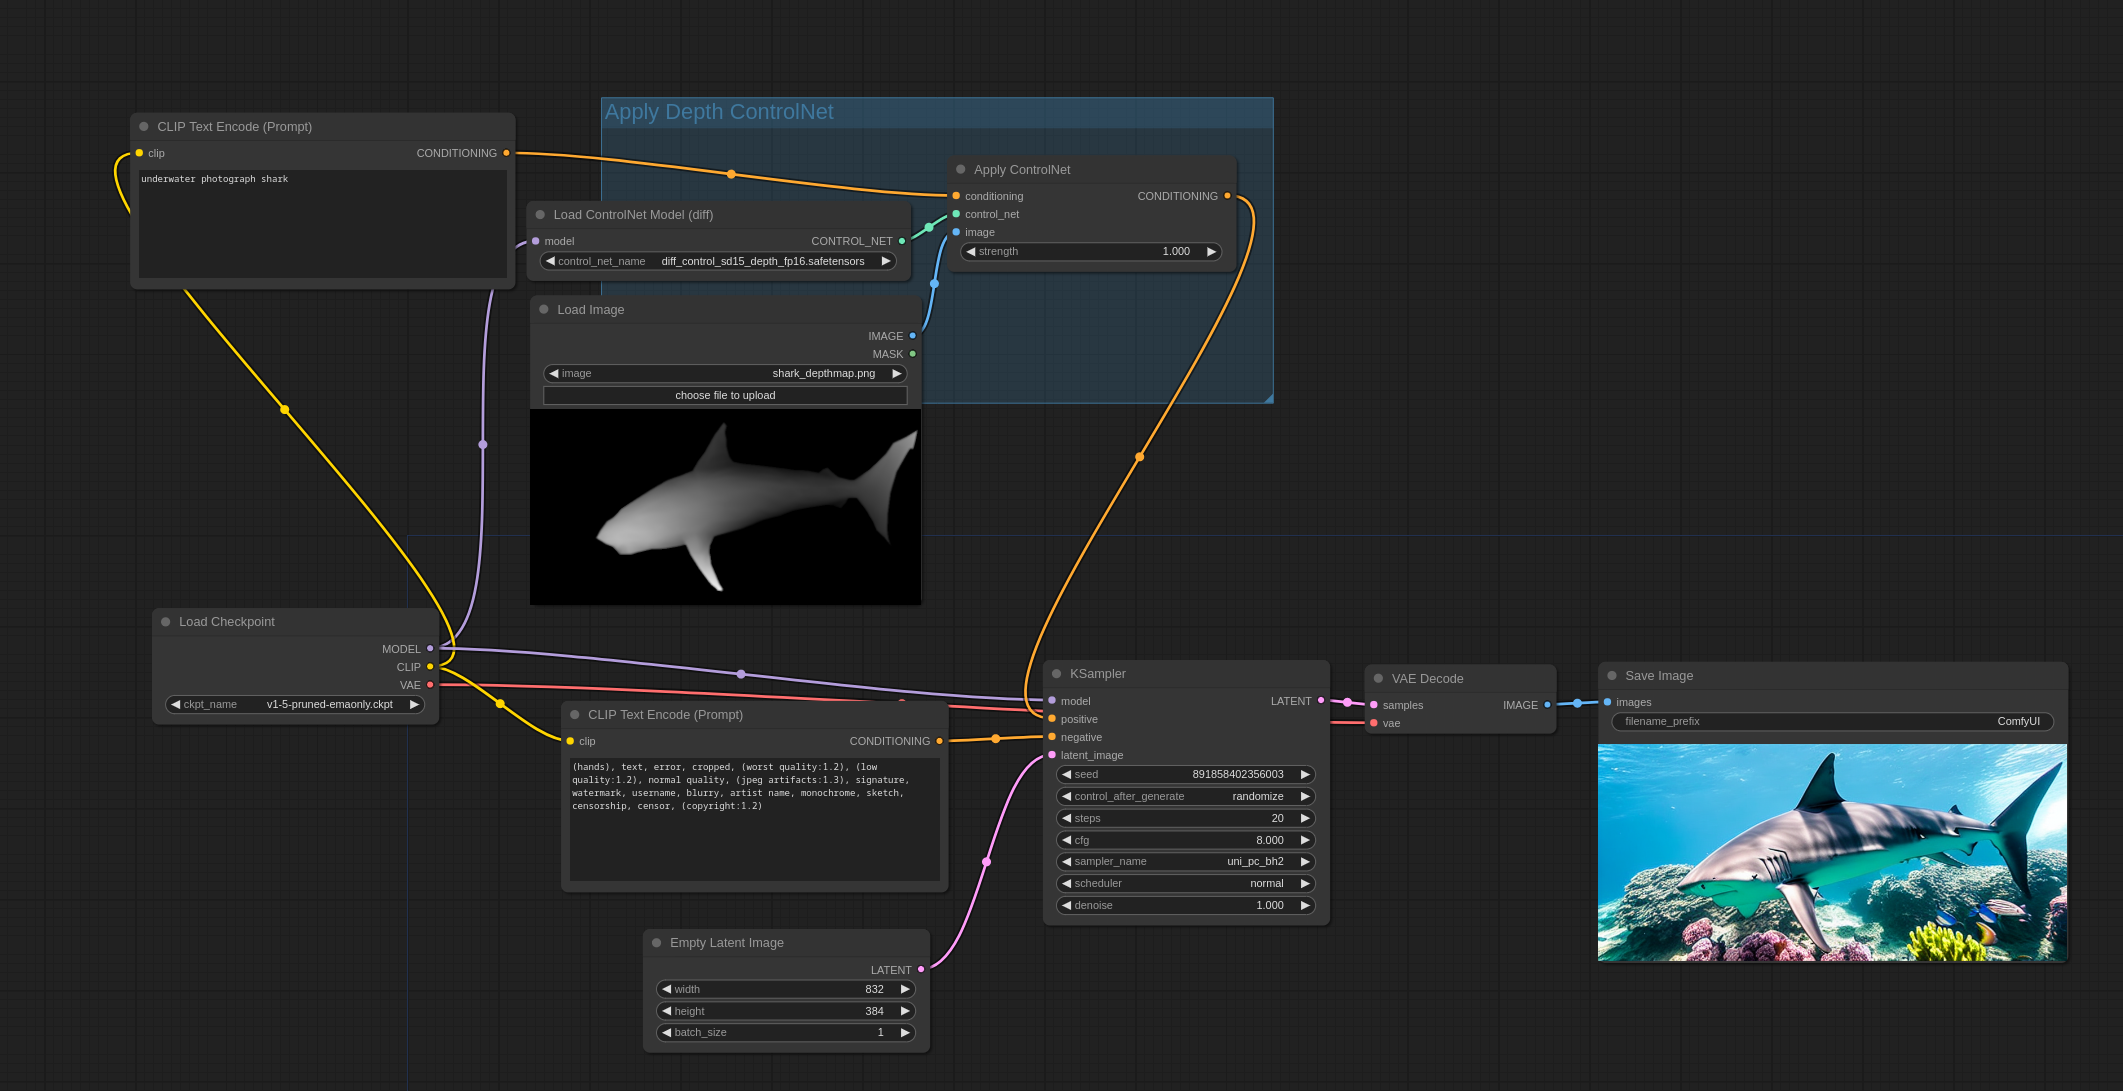 Apply Depth ControlNet
CLIP Text Encode (Prompt)
clip
CONDITIONING
underwater photograph shark
Apply ControlNet
conditioning
CONDITIONING
control_net
image
strength
1.000
Load ControlNet Model (diff)
model
CONTROL_NET
control_net_name
diff_control_sd15_depth_fp16.safetensors
Load Image
IMAGE
MASK
image
shark_depthmap.png
choose file to upload
Load Checkpoint
MODEL
CLIP
VAE
ckpt_name
v1-5-pruned-emaonly.ckpt
CLIP Text Encode (Prompt)
clip
CONDITIONING
(hands), text, error, cropped, (worst quality:1.2), (low
quality:1.2), normal quality, (jpeg artifacts:1.3), signature,
watermark, username, blurry, artist name, monochrome, sketch,
censorship, censor, (copyright:1.2)
Empty Latent Image
LATENT
width
832
height
384
batch_size
1
KSampler
model
LATENT
positive
negative
latent_image
seed
891858402356003
control_after_generate
randomize
steps
20
cfg
8.000
sampler_name
uni_pc_bh2
scheduler
normal
denoise
1.000
VAE Decode
samples
IMAGE
vae
Save Image
images
filename_prefix
ComfyUI